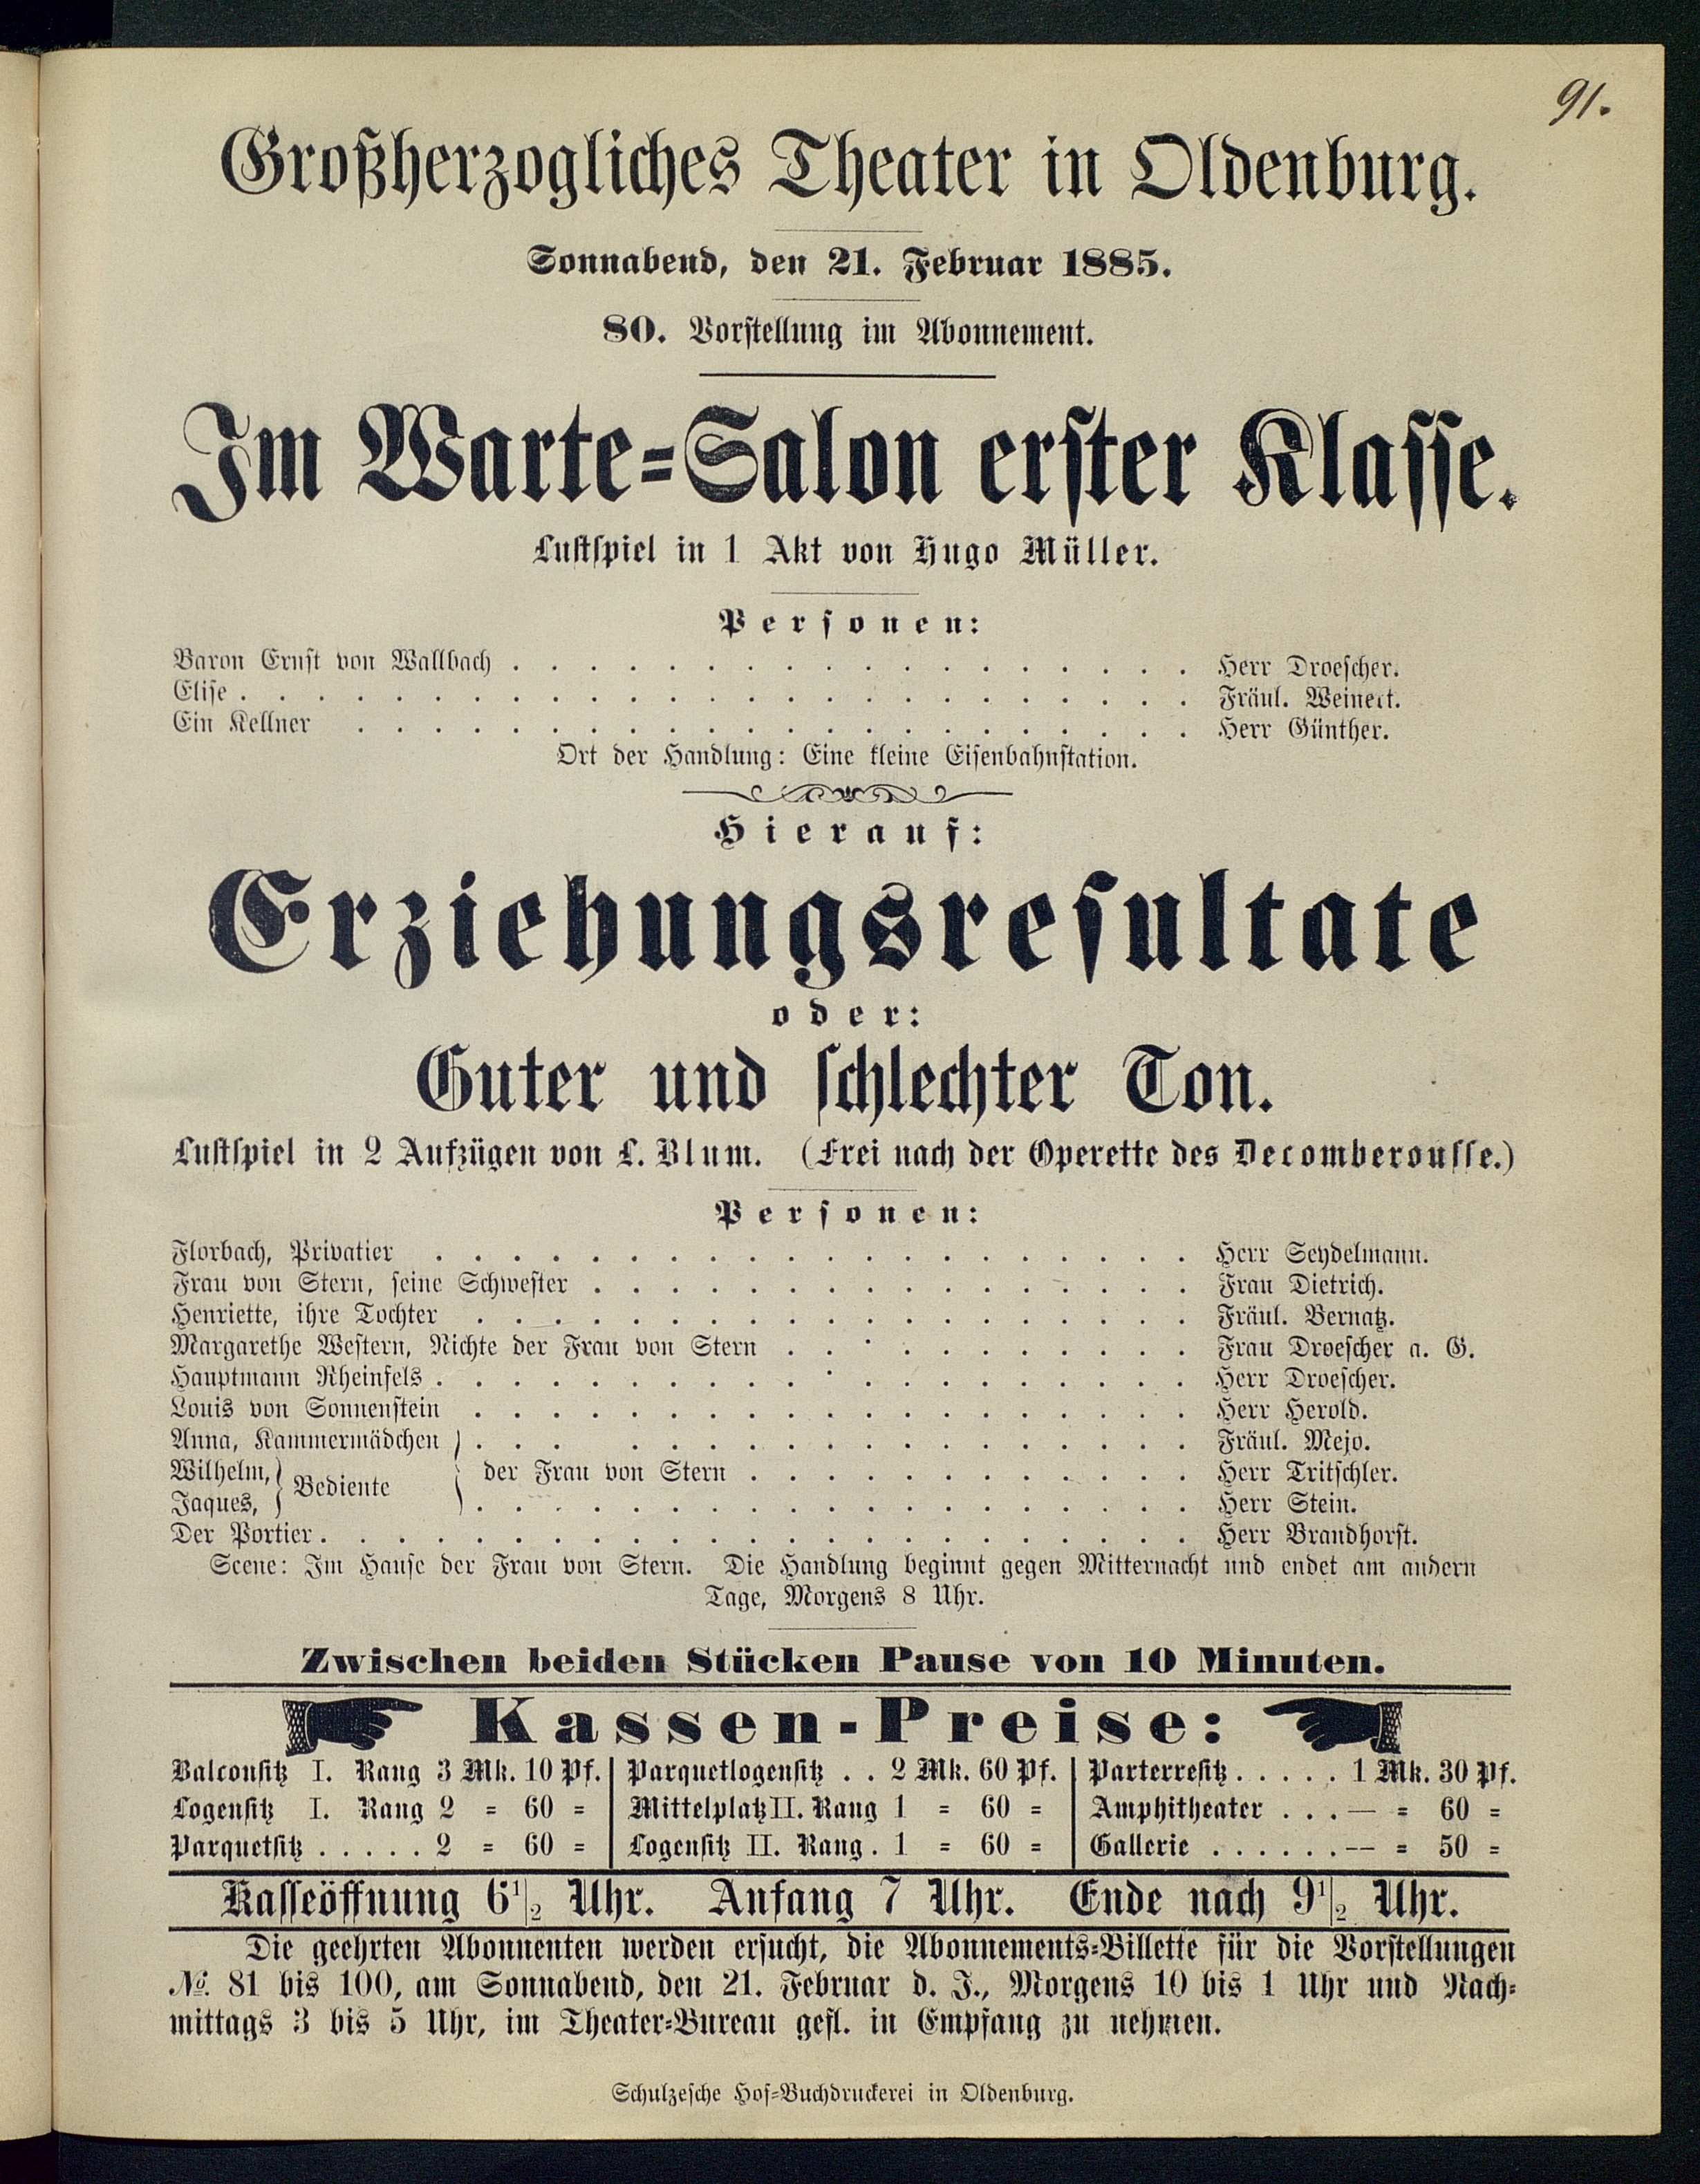 91.
Großherzogliches Theater in Oldenburg.
Sonnabend, den 21. Februar 1885.
80. Vorstellung im Abonnement.
Im Warte-Salon erster Klasse.
Lustspiel in 1 Akt von Hugo Müller.
Personen:
Baron Ernst von Wallbach . . . . . . . . . . . . . . . . . . Herr Droescher.
Elise . . . . . . . . . . . . . . . . . . . . . . . . . Fräul. Weinert.
Ein Kellner . . . . . . . . . . . . . . . . . . . . . . Herr Günther.
Ort der Handlung: Eine kleine Eisenbahnstation.
Hierauf:
Erziehungsresultate
oder:
Guter und schlechter Ton.
Lustspiel in 2 Aufzügen von L. Blum. (Frei nach der Operette des Decomberousse.)
Personen:
Florbach, Privatier . . . . . . . . . . . . . . . . . . . . Herr Seydelmann.
Frau von Stern, seine Schwester . . . . . . . . . . . . . . . . Frau Dietrich.
Henriette, ihre Tochter . . . . . . . . . . . . . . . . . . . Fräul. Bernatz.
Margarethe Western, Nichte der Frau von Stern . . . . . . . . . . . Frau Droescher a. G.
Hauptmann Rheinfels . . . . . . . . . . . . . . . . . . . . Herr Droescher.
Louis von Sonnenstein . . . . . . . . . . . . . . . . . . . Herr Herold.
Anna, Kammermädchen } . . . . . . . . . . . . . . . . . . Fräul. Mejo.
Wilhelm, } Bediente } der Frau von Stern . . . . . . . . . . . . Herr Tritschler.
Jaques, } } . . . . . . . . . . . . . . . . . . . Herr Stein.
Der Portier . . . . . . . . . . . . . . . . . . . . . . . Herr Brandhorst.
Scene: Im Hause der Frau von Stern. Die Handlung beginnt gegen Mitternacht und endet am andern
Tage, Morgens 8 Uhr.
Zwischen beiden Stücken Pause von 10 Minuten.
Kassen-Preise:
Balconsitz I. Rang 3 Mk. 10 Pf. | Parquetlogensitz . . 2 Mk. 60 Pf. | Parterresitz . . . . . 1 Mk. 30 Pf.
Logensitz I. Rang 2 = 60 = | Mittelplatz II. Rang 1 = 60 = | Amphitheater . . . — = 60 =
Parquetsitz . . . . . 2 = 60 = | Logensitz II. Rang . 1 = 60 = | Gallerie . . . . . . — = 50 =
Kasseöffnung 6 1/2 Uhr. Anfang 7 Uhr. Ende nach 9 1/2 Uhr.
Die geehrten Abonnenten werden ersucht, die Abonnements-Billette für die Vorstellungen
No. 81 bis 100, am Sonnabend, den 21. Februar d. J., Morgens 10 bis 1 Uhr und Nach-
mittags 3 bis 5 Uhr, im Theater-Bureau gefl. in Empfang zu nehmen.
Schulzesche Hof-Buchdruckerei in Oldenburg.